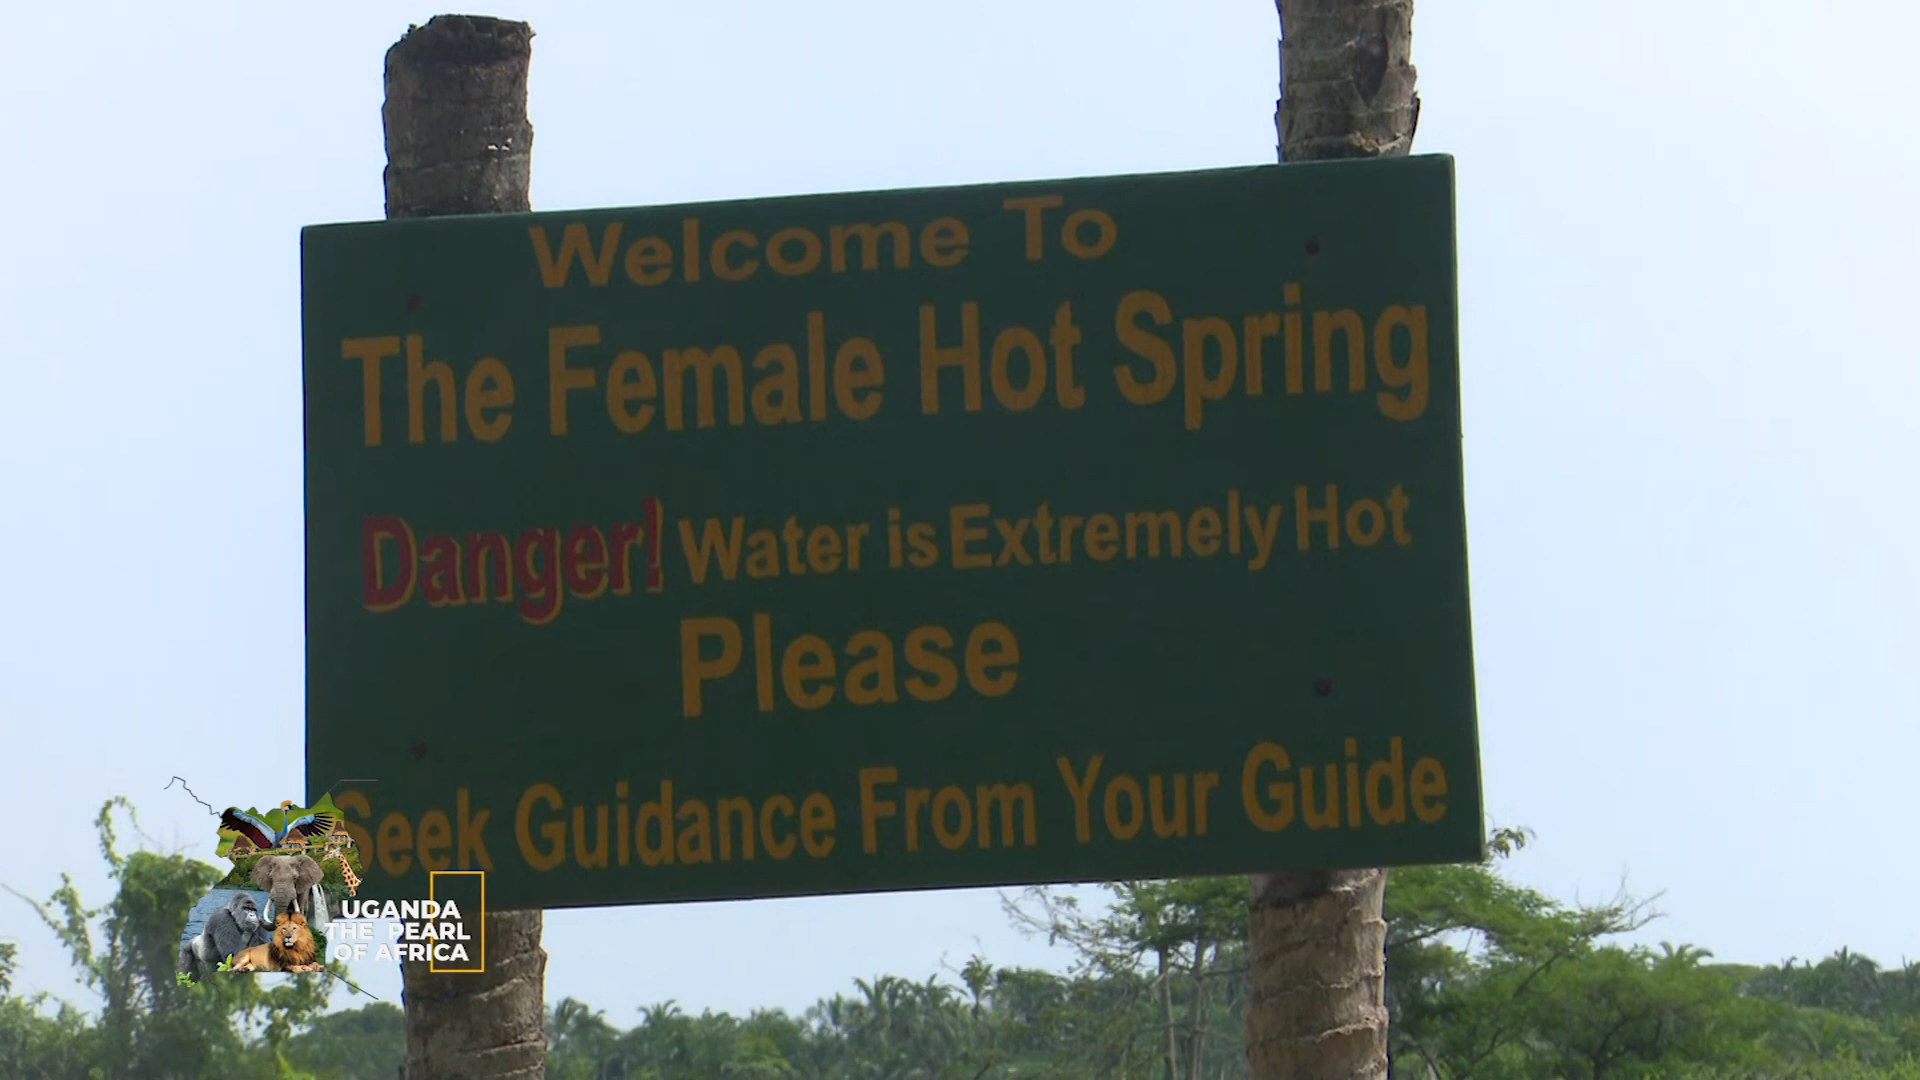 Welcome To
The Female Hot Spring
Danger! Water is Extremely Hot
Please
Seek Guidance From Your Guide
UGANDA
THE PEARL
OF AFRICA